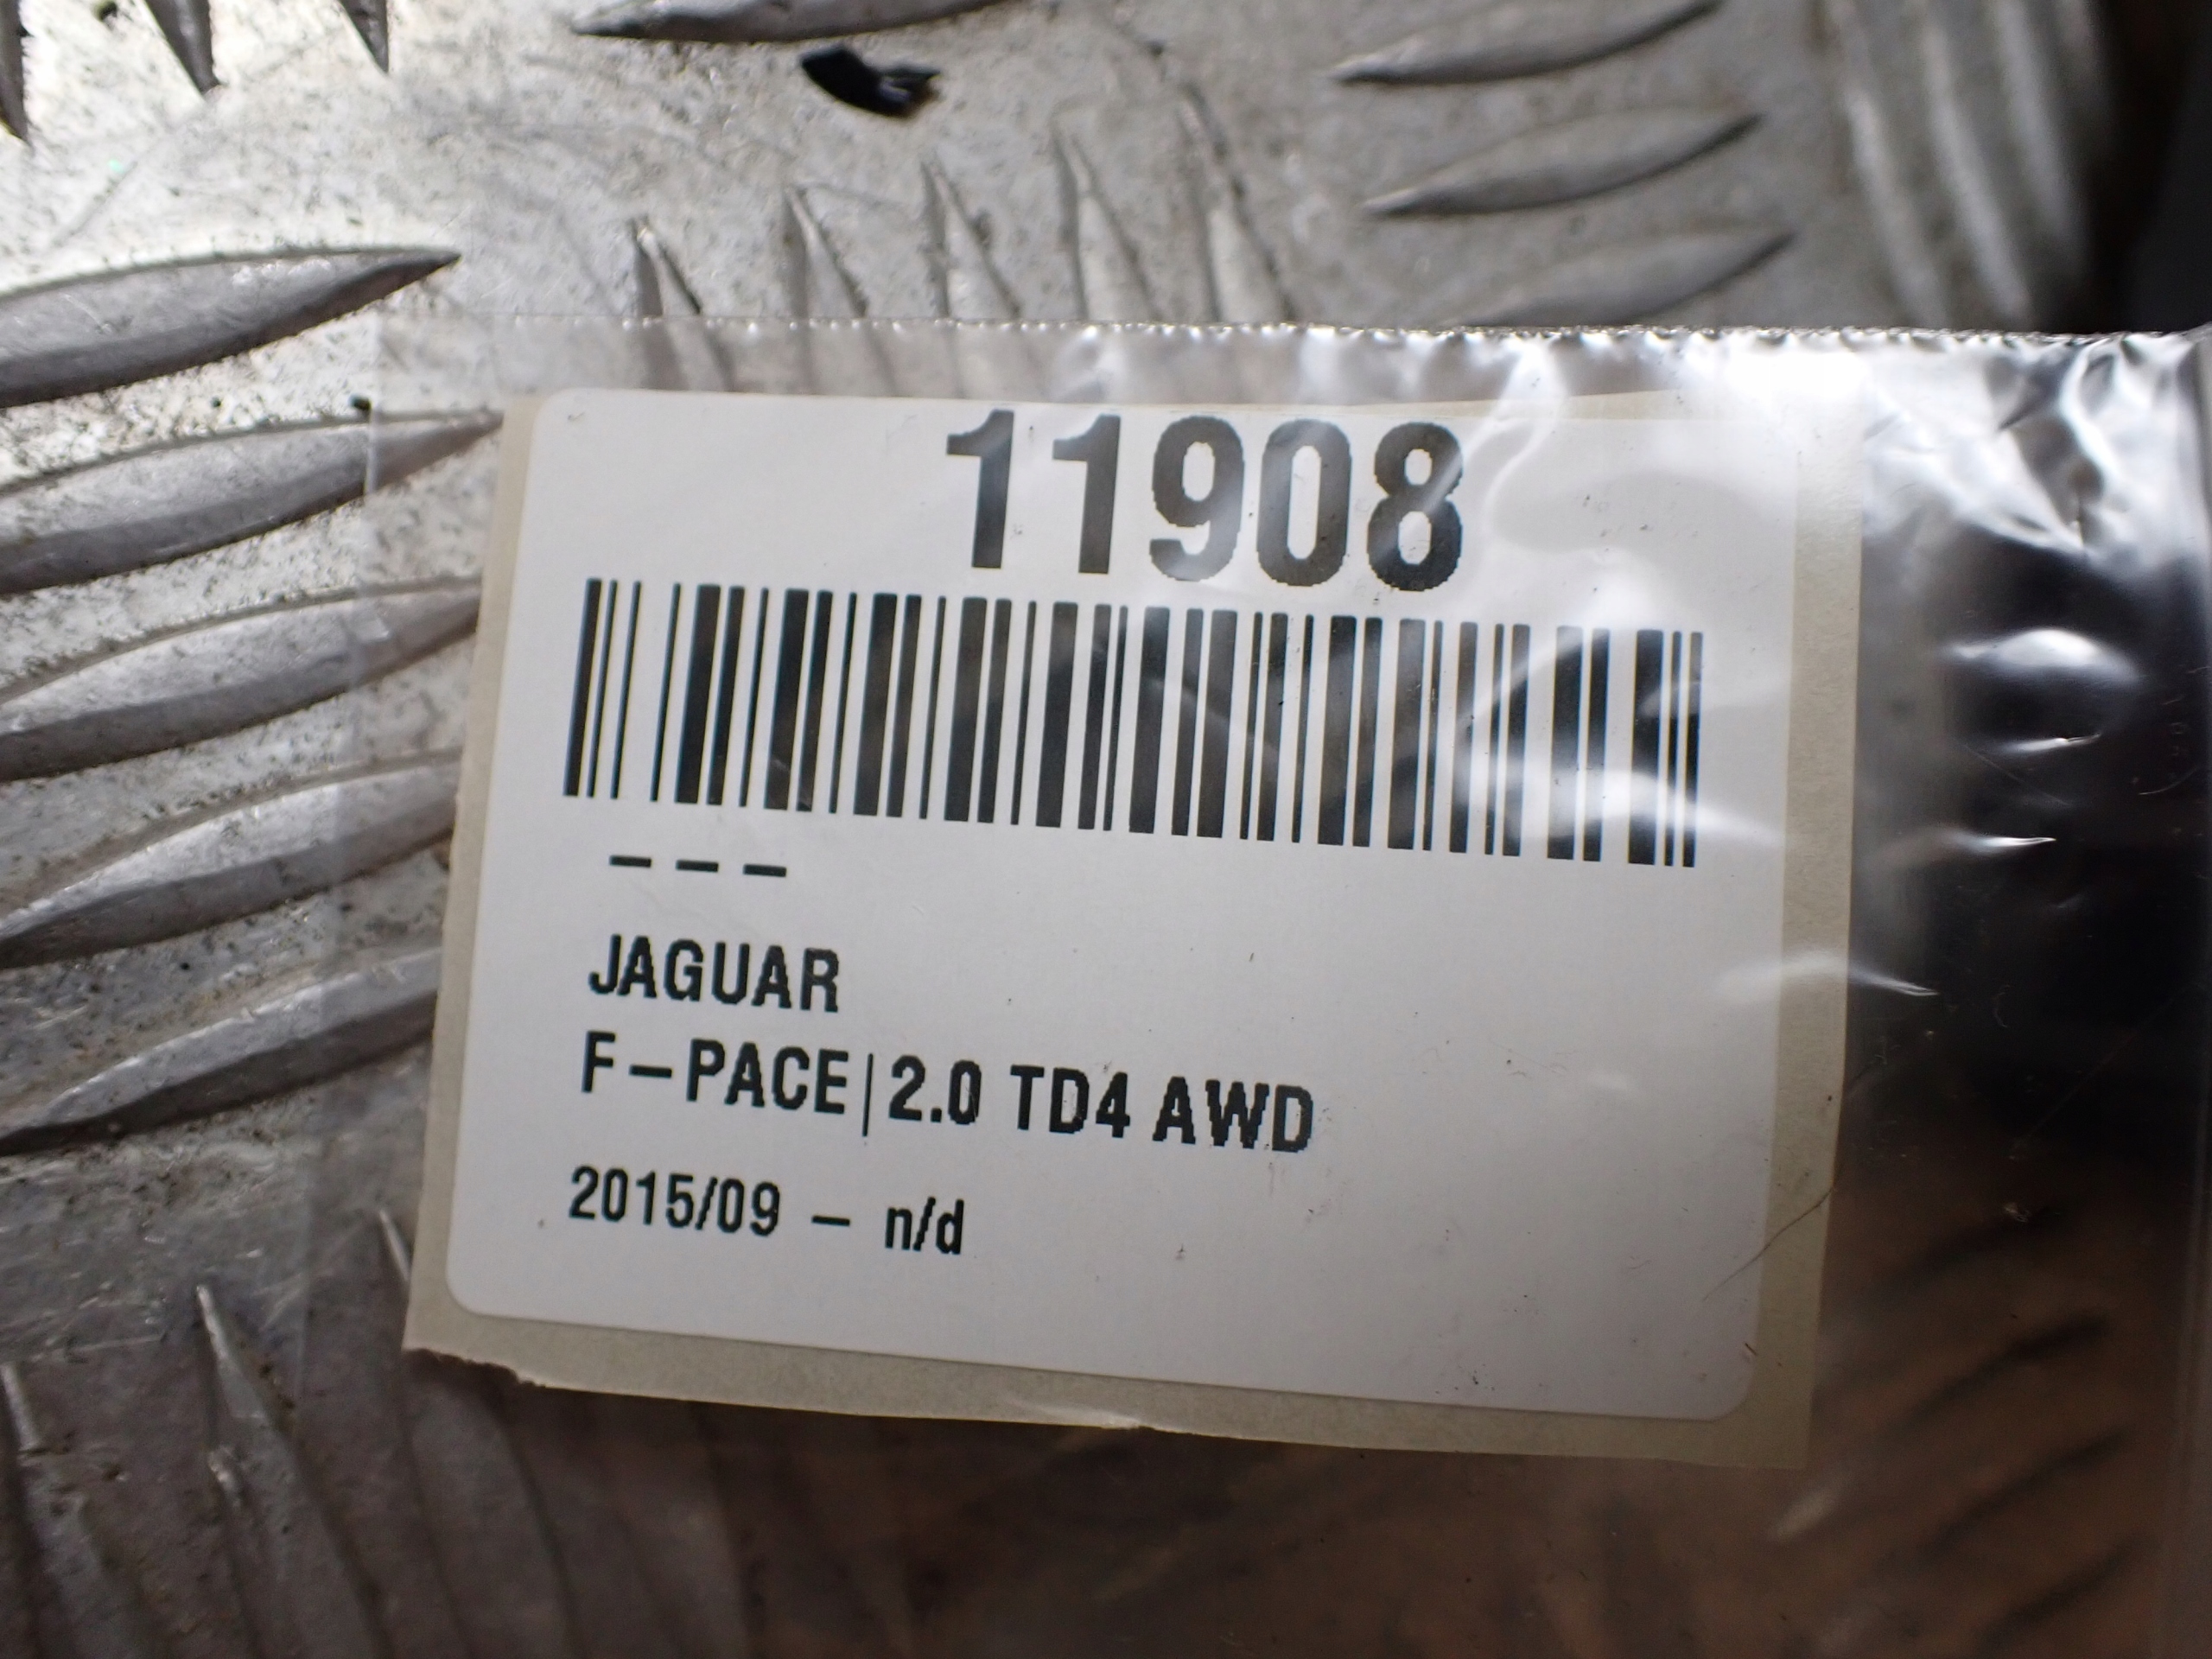 11908
---
JAGUAR
F-PACE|2.0 TD4 AWD
2015/09 - n/d